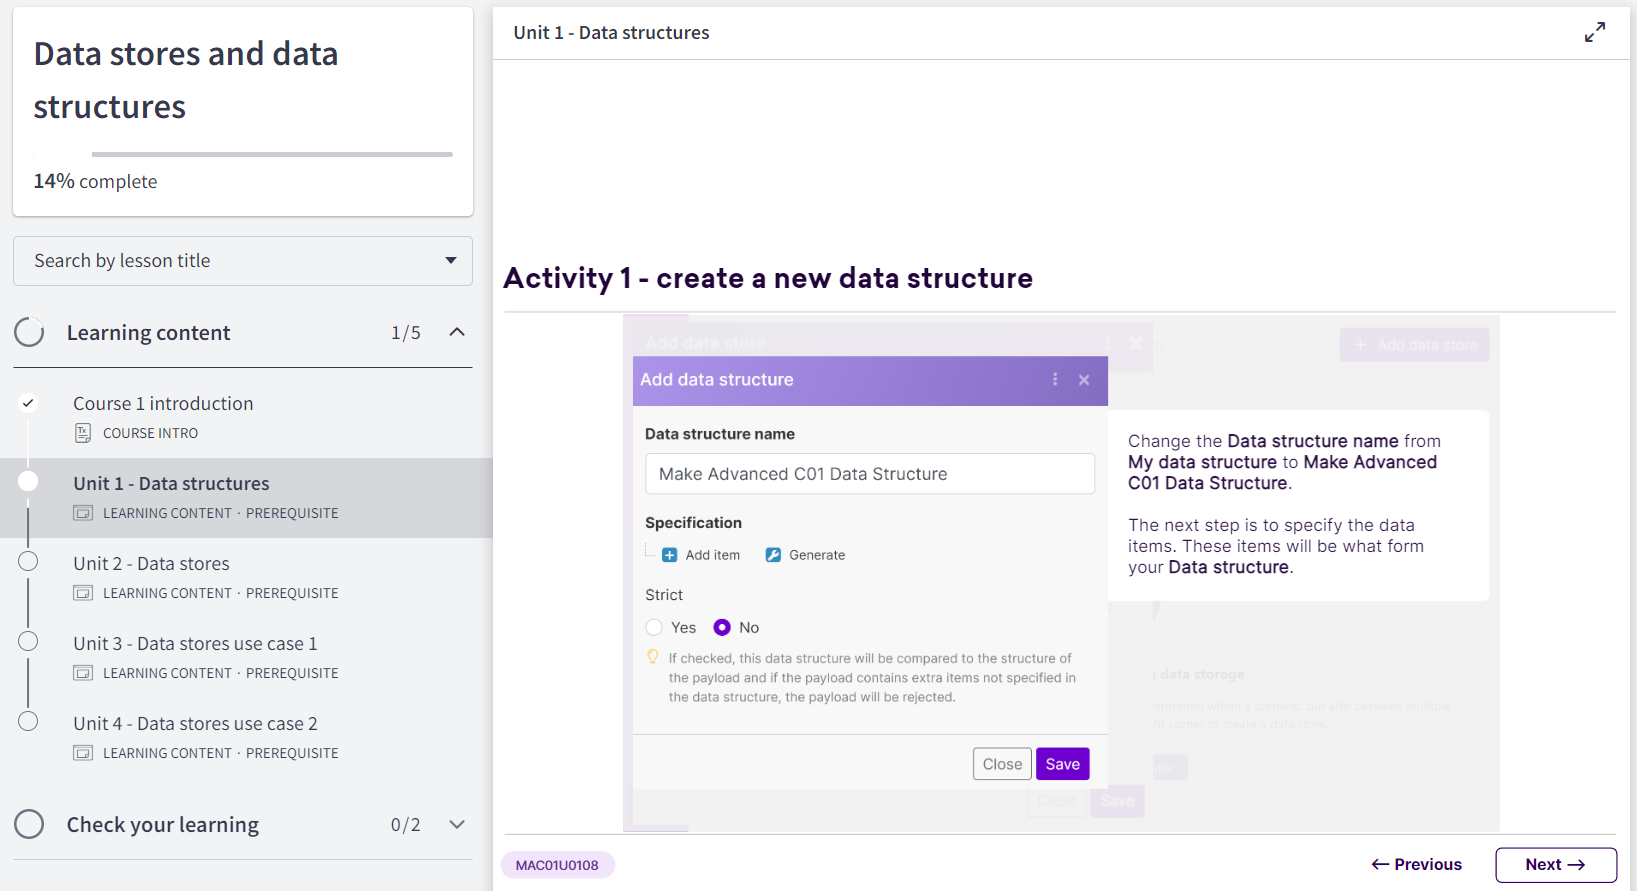 Data stores and data
structures
14% complete
Search by lesson title
Learning content 1/5
Course 1 introduction
COURSE INTRO
Unit 1 - Data structures
LEARNING CONTENT · PREREQUISITE
Unit 2 - Data stores
LEARNING CONTENT · PREREQUISITE
Unit 3 - Data stores use case 1
LEARNING CONTENT · PREREQUISITE
Unit 4 - Data stores use case 2
LEARNING CONTENT · PREREQUISITE
Check your learning 0/2
Unit 1 - Data structures
Activity 1 - create a new data structure
Add data store
+ Add data store
Add data structure
Data structure name
Make Advanced C01 Data Structure
Specification
Add item Generate
Strict
Yes No
If checked, this data structure will be compared to the structure of
the payload and if the payload contains extra items not specified in
the data structure, the payload will be rejected.
Close Save
Change the Data structure name from
My data structure to Make Advanced
C01 Data Structure.
The next step is to specify the data
items. These items will be what form
your Data structure.
data storage
within a scenario, but also between multiple
corner to create a data store.
Close Save
MAC01U0108
← Previous
Next →